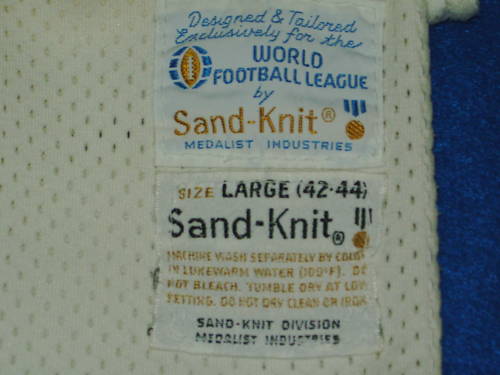 Designed & Tailored
Exclusively for the
WORLD
FOOTBALL LEAGUE
by
Sand-Knit®
MEDALIST INDUSTRIES
SIZE LARGE (42-44)
Sand-Knit®
MACHINE WASH SEPARATELY BY COLOR
IN LUKEWARM WATER (100°F). DO
NOT BLEACH. TUMBLE DRY AT LOW
SETTING. DO NOT DRY CLEAN OR IRON
SAND-KNIT DIVISION
MEDALIST INDUSTRIES